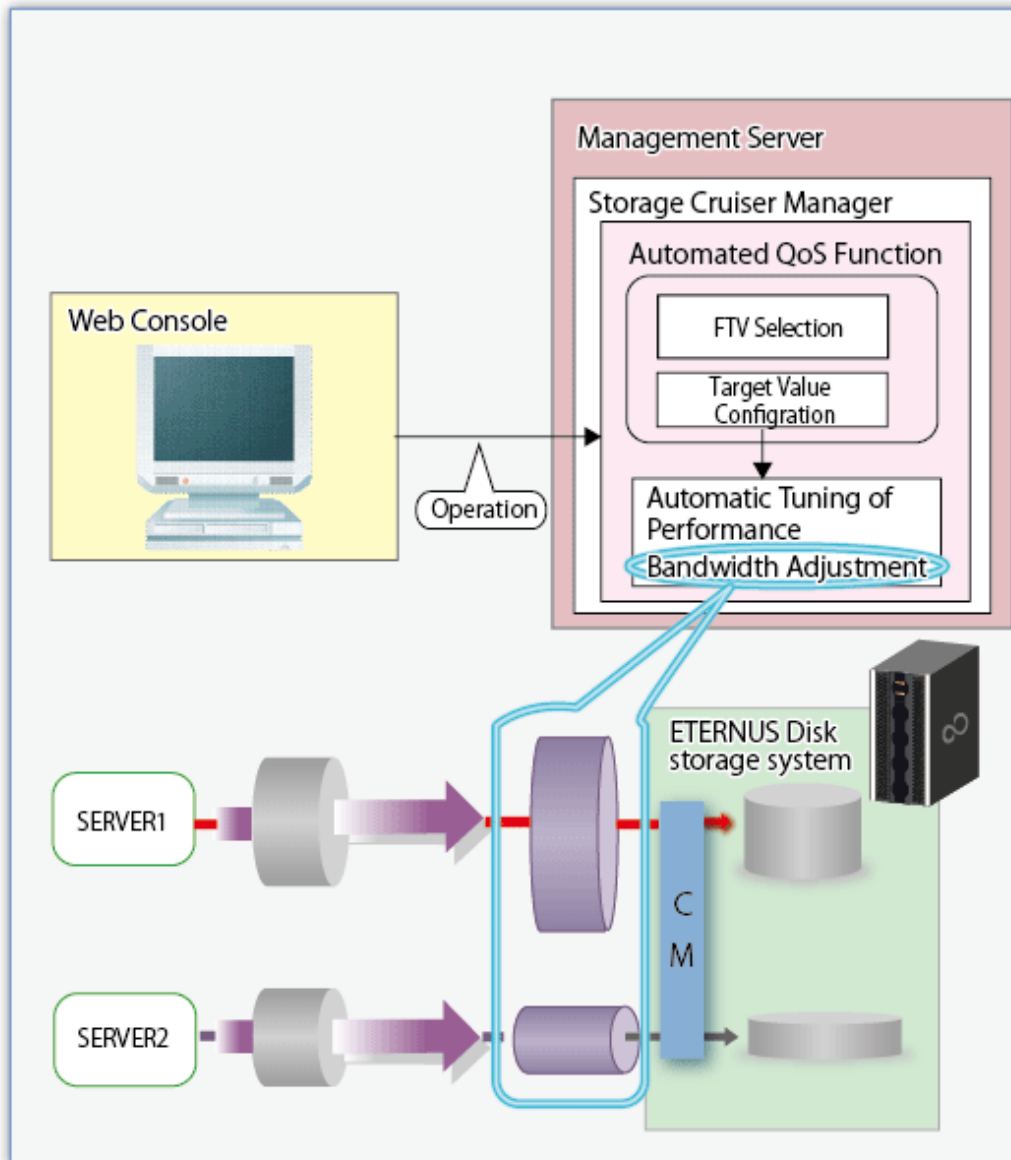 Management Server
Storage Cruiser Manager
Automated QoS Function
FTV Selection
Target Value
Configration
Automatic Tuning of
Performance
Bandwidth Adjustment
Web Console
Operation
ETERNUS Disk
storage system
SERVER1
C
M
SERVER2